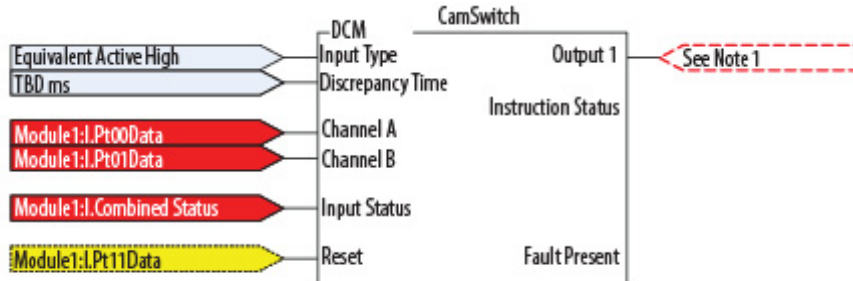 CamSwitch
DCM
Equivalent Active High
Input Type
Output 1
See Note 1
TBD ms
Discrepancy Time
Instruction Status
Module1:I.Pt00Data
Channel A
Module1:I.Pt01Data
Channel B
Module1:I.Combined Status
Input Status
Module1:I.Pt11Data
Reset
Fault Present